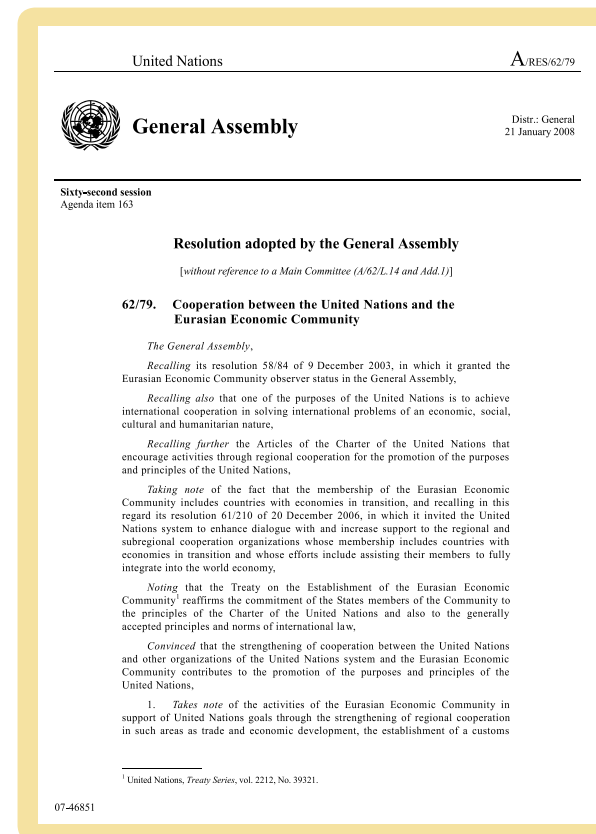 United Nations
A/RES/62/79
General Assembly
Distr.: General
21 January 2008
Sixty-second session
Agenda item 163
Resolution adopted by the General Assembly
[without reference to a Main Committee (A/62/L.14 and Add.1)]
62/79. Cooperation between the United Nations and the
Eurasian Economic Community
The General Assembly,
Recalling its resolution 58/84 of 9 December 2003, in which it granted the
Eurasian Economic Community observer status in the General Assembly,
Recalling also that one of the purposes of the United Nations is to achieve
international cooperation in solving international problems of an economic, social,
cultural and humanitarian nature,
Recalling further the Articles of the Charter of the United Nations that
encourage activities through regional cooperation for the promotion of the purposes
and principles of the United Nations,
Taking note of the fact that the membership of the Eurasian Economic
Community includes countries with economies in transition, and recalling in this
regard its resolution 61/210 of 20 December 2006, in which it invited the United
Nations system to enhance dialogue with and increase support to the regional and
subregional cooperation organizations whose membership includes countries with
economies in transition and whose efforts include assisting their members to fully
integrate into the world economy,
Noting that the Treaty on the Establishment of the Eurasian Economic
Community¹ reaffirms the commitment of the States members of the Community to
the principles of the Charter of the United Nations and also to the generally
accepted principles and norms of international law,
Convinced that the strengthening of cooperation between the United Nations
and other organizations of the United Nations system and the Eurasian Economic
Community contributes to the promotion of the purposes and principles of the
United Nations,
1. Takes note of the activities of the Eurasian Economic Community in
support of United Nations goals through the strengthening of regional cooperation
in such areas as trade and economic development, the establishment of a customs
¹ United Nations, Treaty Series, vol. 2212, No. 39321.
07-46851